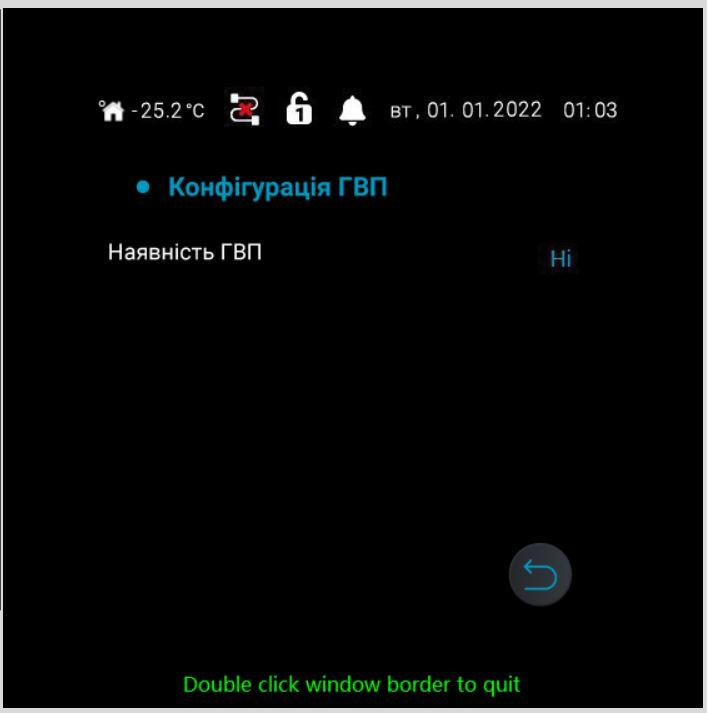 -25.2°C 1 вт, 01. 01. 2022 01:03
Конфігурація ГВП
Наявність ГВП Ні
Double click window border to quit